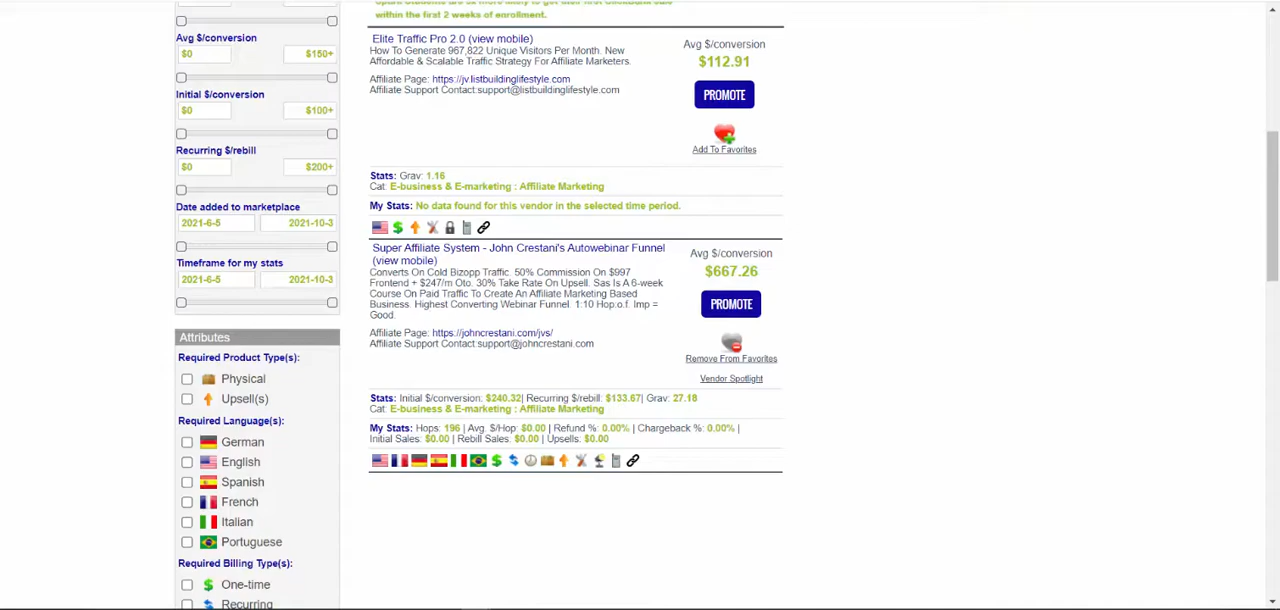 within the first 2 weeks of enrollment.
Avg $/conversion
$0 $150+
Initial $/conversion
$0 $100+
Recurring $/rebill
$0 $200+
Date added to marketplace
2021-6-5 2021-10-3
Timeframe for my stats
2021-6-5 2021-10-3
Attributes
Required Product Type(s):
Physical
Upsell(s)
Required Language(s):
German
English
Spanish
French
Italian
Portuguese
Required Billing Type(s):
One-time
Recurring
Elite Traffic Pro 2.0 (view mobile)
How To Generate 967,822 Unique Visitors Per Month. New
Affordable & Scalable Traffic Strategy For Affiliate Marketers.
Affiliate Page: https://jv.listbuildinglifestyle.com
Affiliate Support Contact:support@listbuildinglifestyle.com
Avg $/conversion
$112.91
PROMOTE
Add To Favorites
Stats: Grav: 1.16
Cat: E-business & E-marketing : Affiliate Marketing
My Stats: No data found for this vendor in the selected time period.
Super Affiliate System - John Crestani's Autowebinar Funnel
(view mobile)
Converts On Cold Bizopp Traffic. 50% Commission On $997
Frontend + $247/m Oto. 30% Take Rate On Upsell. Sas Is A 6-week
Course On Paid Traffic To Create An Affiliate Marketing Based
Business. Highest Converting Webinar Funnel. 1:10 Hop:o.f. Imp =
Good.
Affiliate Page: https://johncrestani.com/jvs/
Affiliate Support Contact:support@johncrestani.com
Avg $/conversion
$667.26
PROMOTE
Remove From Favorites
Vendor Spotlight
Stats: Initial $/conversion: $240.32| Recurring $/rebill: $133.67| Grav: 27.18
Cat: E-business & E-marketing : Affiliate Marketing
My Stats: Hops: 196 | Avg. $/Hop: $0.00 | Refund %: 0.00% | Chargeback %: 0.00% |
Initial Sales: $0.00 | Rebill Sales: $0.00 | Upsells: $0.00